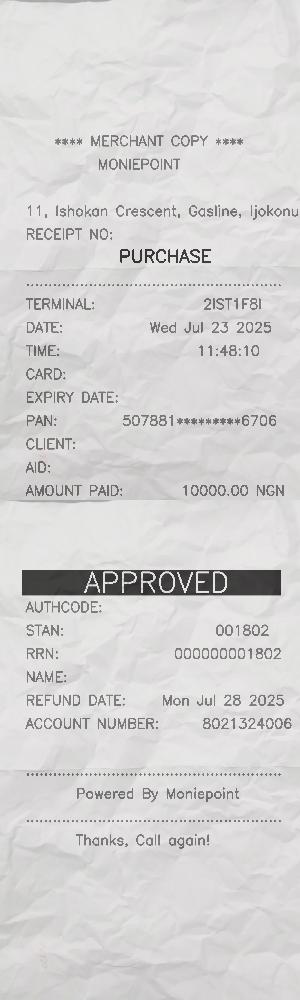 **** MERCHANT COPY ****
MONIEPOINT
11, Ishokan Crescent, Gasline, Ijokonu
RECEIPT NO:
PURCHASE
TERMINAL: 2IST1F8I
DATE: Wed Jul 23 2025
TIME: 11:48:10
CARD:
EXPIRY DATE:
PAN: 507881*********6706
CLIENT:
AID:
AMOUNT PAID: 10000.00 NGN
APPROVED
AUTHCODE:
STAN: 001802
RRN: 000000001802
NAME:
REFUND DATE: Mon Jul 28 2025
ACCOUNT NUMBER: 8021324006
Powered By Moniepoint
Thanks, Call again!